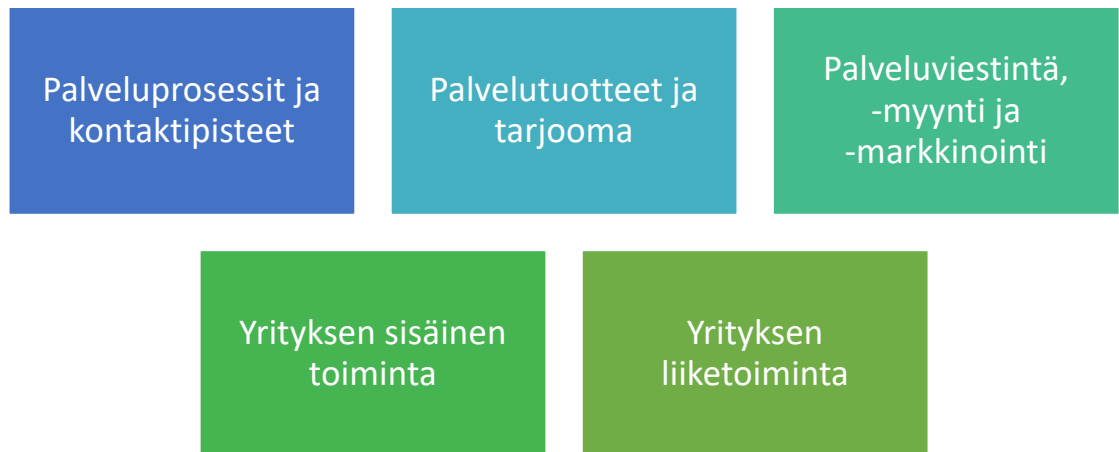 Palveluprosessit ja
kontaktipisteet
Palvelutuotteet ja
tarjooma
Palveluviestintä,
-myynti ja
-markkinointi
Yrityksen sisäinen
toiminta
Yrityksen
liiketoiminta